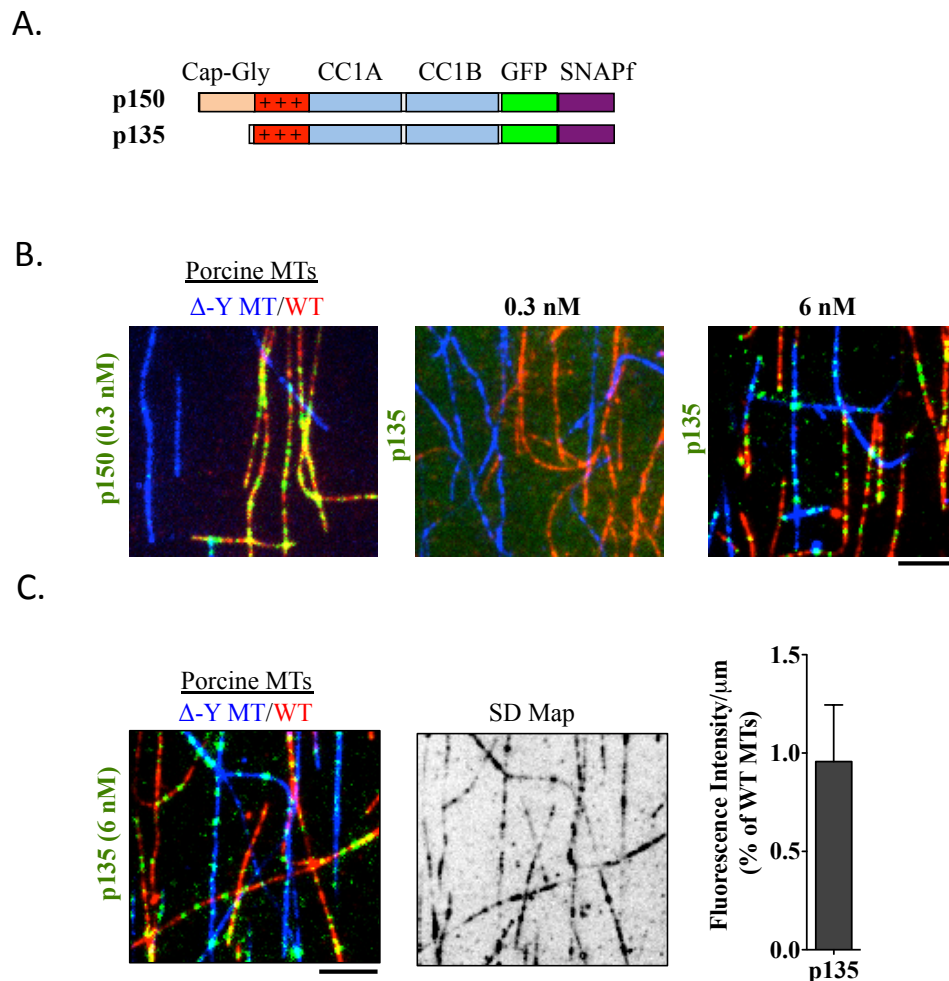 A.
Cap-Gly CC1A CC1B GFP SNAPf
p150 + + +
p135 + + +
B.
Porcine MTs
Δ-Y MT/WT 0.3 nM 6 nM
p150 (0.3 nM) p135 p135
C.
Porcine MTs
Δ-Y MT/WT SD Map
p135 (6 nM)
Fluorescence Intensity/μm
(% of WT MTs)
1.5
1.0
0.5
0.0
p135